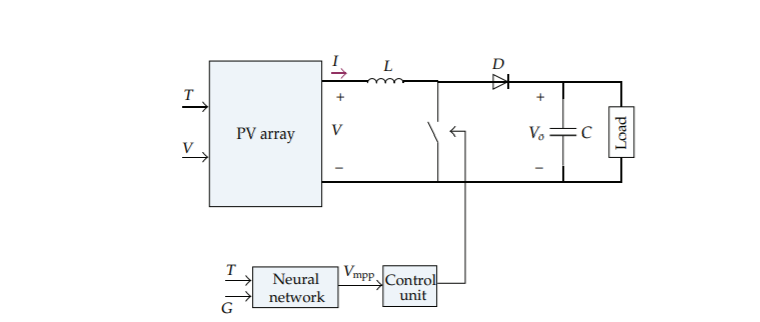 I
L
D
T
+
+
PV array
V
V
Vo
C
Load
−
−
T
Neural
network
Vmpp
Control
unit
G